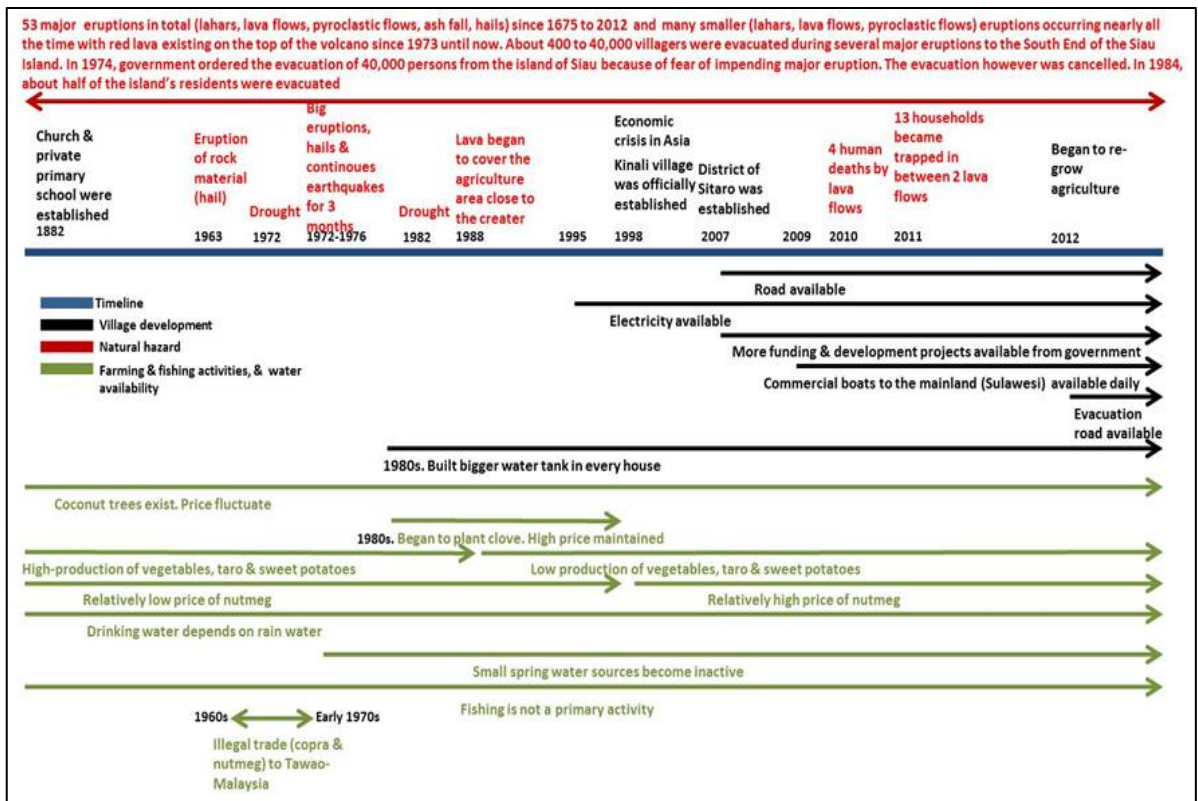 53 major eruptions in total (lahars, lava flows, pyroclastic flows, ash fall, hails) since 1675 to 2012 and many smaller (lahars, lava flows, pyroclastic flows) eruptions occurring nearly all
the time with red lava existing on the top of the volcano since 1973 until now. About 400 to 40,000 villagers were evacuated during several major eruptions to the South End of the Siau
Island. In 1974, government ordered the evacuation of 40,000 persons from the island of Siau because of fear of impending major eruption. The evacuation however was cancelled. In 1984,
about half of the island's residents were evacuated
Church &
private
primary
school were
established
1882
Eruption
of rock
material
(hail)
1963
Drought
1972
Big
eruptions,
hails &
continoues
earthquakes
for 3
months
1972-1976
Drought
1982
Lava began
to cover the
agriculture
area close to
the creater
1988
1995
Economic
crisis in Asia
Kinali village
was officially
established
1998
District of
Sitaro was
established
2007
2009
4 human
deaths by
lava
flows
2010
13 households
became
trapped in
between 2 lava
flows
2011
Began to re-
grow
agriculture
2012
Timeline
Village development
Natural hazard
Farming & fishing activities, & water
availability
Road available
Electricity available
More funding & development projects available from government
Commercial boats to the mainland (Sulawesi) available daily
Evacuation
road available
1980s. Built bigger water tank in every house
Coconut trees exist. Price fluctuate
1980s. Began to plant clove. High price maintained
High-production of vegetables, taro & sweet potatoes
Low production of vegetables, taro & sweet potatoes
Relatively low price of nutmeg
Relatively high price of nutmeg
Drinking water depends on rain water
Small spring water sources become inactive
Fishing is not a primary activity
1960s
Early 1970s
Illegal trade (copra &
nutmeg) to Tawao-
Malaysia